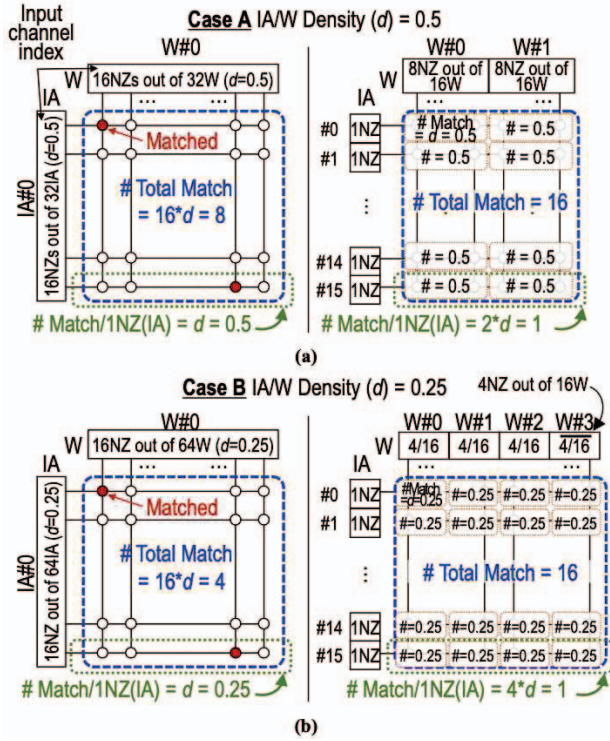 Case A IA/W Density (d) = 0.5
Input
channel
index
W#0
W
16NZs out of 32W (d=0.5)
... ...
IA
IA#0
16NZs out of 32IA (d=0.5)
Matched
# Total Match
= 16*d = 8
# Match/1NZ(IA) = d = 0.5
W#0 W#1
W
8NZ out of
16W
8NZ out of
16W
IA
... ...
#0 1NZ # Match
= d = 0.5
# = 0.5
#1 1NZ # = 0.5 # = 0.5
... # Total Match = 16
#14 1NZ # = 0.5 # = 0.5
#15 1NZ # = 0.5 # = 0.5
# Match/1NZ(IA) = 2*d = 1
(a)
Case B IA/W Density (d) = 0.25
4NZ out of 16W
W#0
W
16NZ out of 64W (d=0.25)
... ...
IA
IA#0
16NZ out of 64IA (d=0.25)
Matched
# Total Match
= 16*d = 4
# Match/1NZ(IA) = d = 0.25
W#0 W#1 W#2 W#3
W 4/16 4/16 4/16 4/16
IA
... ...
#0 1NZ #Match
=d=0.25
#=0.25 #=0.25 #=0.25
#1 1NZ #=0.25 #=0.25 #=0.25 #=0.25
... # Total Match = 16
#14 1NZ #=0.25 #=0.25 #=0.25 #=0.25
#15 1NZ #=0.25 #=0.25 #=0.25 #=0.25
# Match/1NZ(IA) = 4*d = 1
(b)